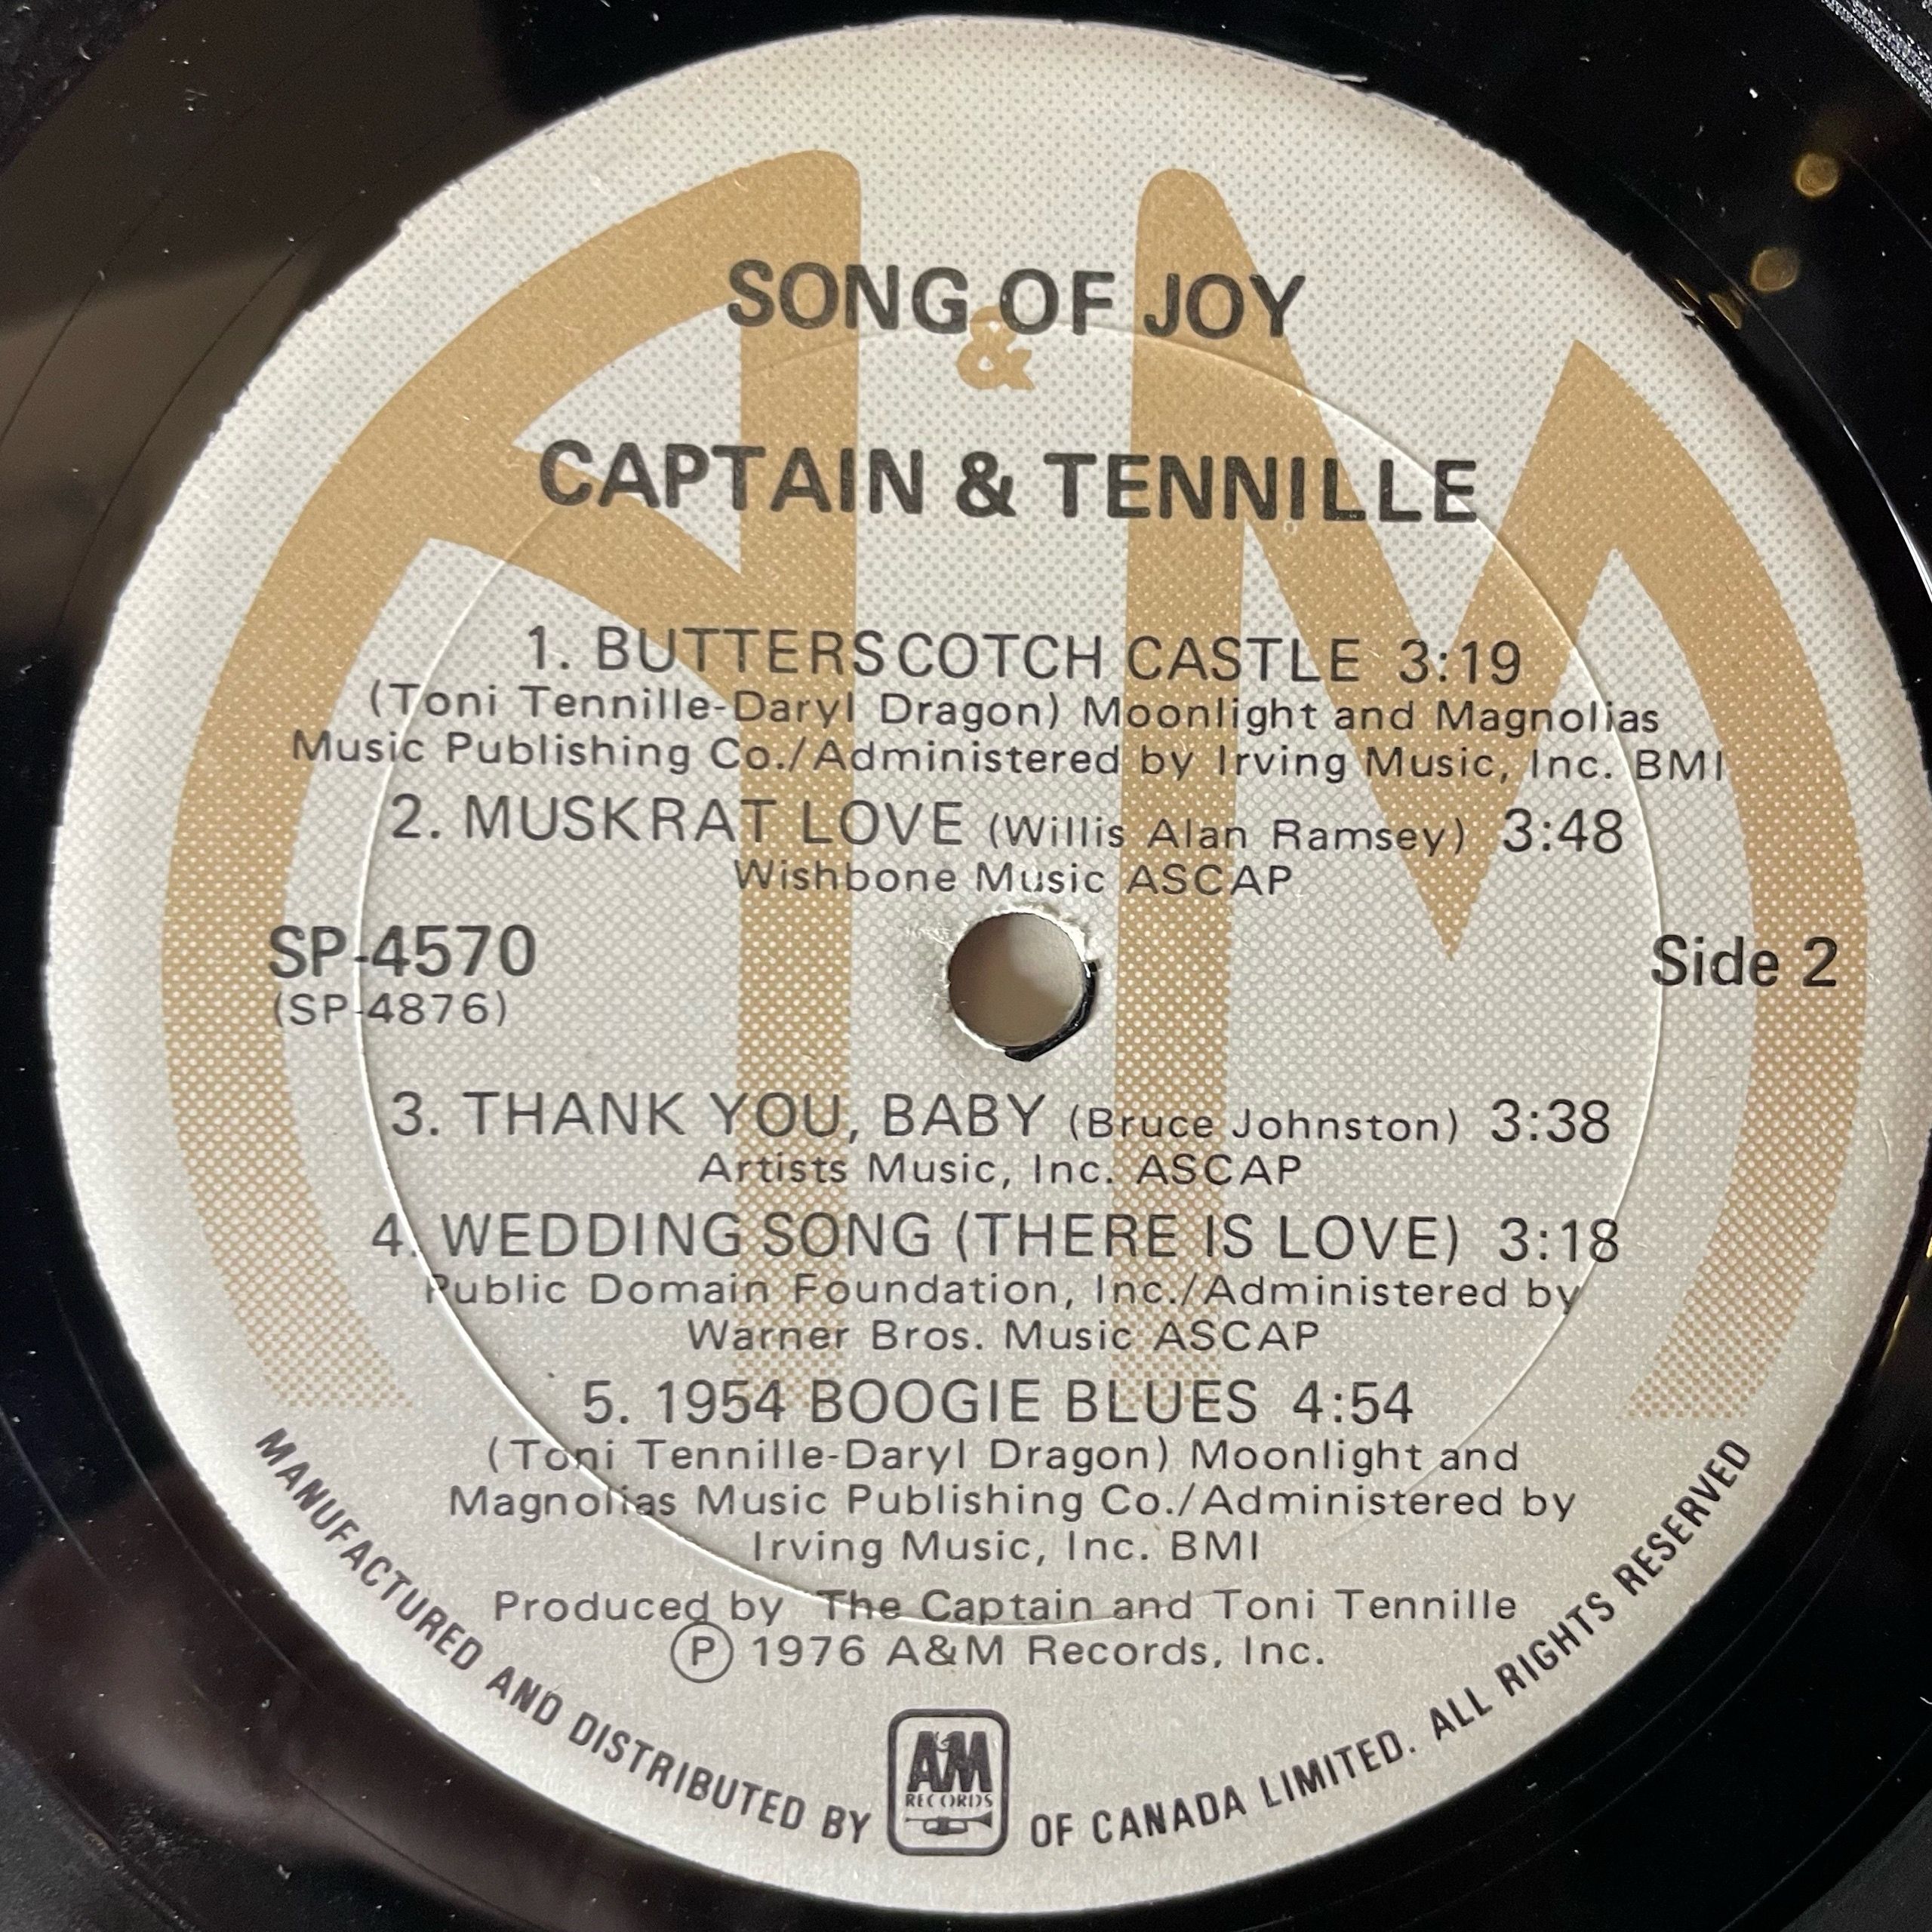 SONG OF JOY
&
CAPTAIN & TENNILLE
1. BUTTERSCOTCH CASTLE 3:19
(Toni Tennille-Daryl Dragon) Moonlight and Magnolias
Music Publishing Co./Administered by Irving Music, Inc. BMI
2. MUSKRAT LOVE (Willis Alan Ramsey) 3:48
Wishbone Music ASCAP
SP-4570
(SP-4876)
Side 2
3. THANK YOU, BABY (Bruce Johnston) 3:38
Artists Music, Inc. ASCAP
4. WEDDING SONG (THERE IS LOVE) 3:18
Public Domain Foundation, Inc./Administered by
Warner Bros. Music ASCAP
5. 1954 BOOGIE BLUES 4:54
(Toni Tennille-Daryl Dragon) Moonlight and
Magnolias Music Publishing Co./Administered by
Irving Music, Inc. BMI
Produced by The Captain and Toni Tennille
Ⓟ 1976 A&M Records, Inc.
MANUFACTURED AND DISTRIBUTED BY A&M RECORDS OF CANADA LIMITED. ALL RIGHTS RESERVED